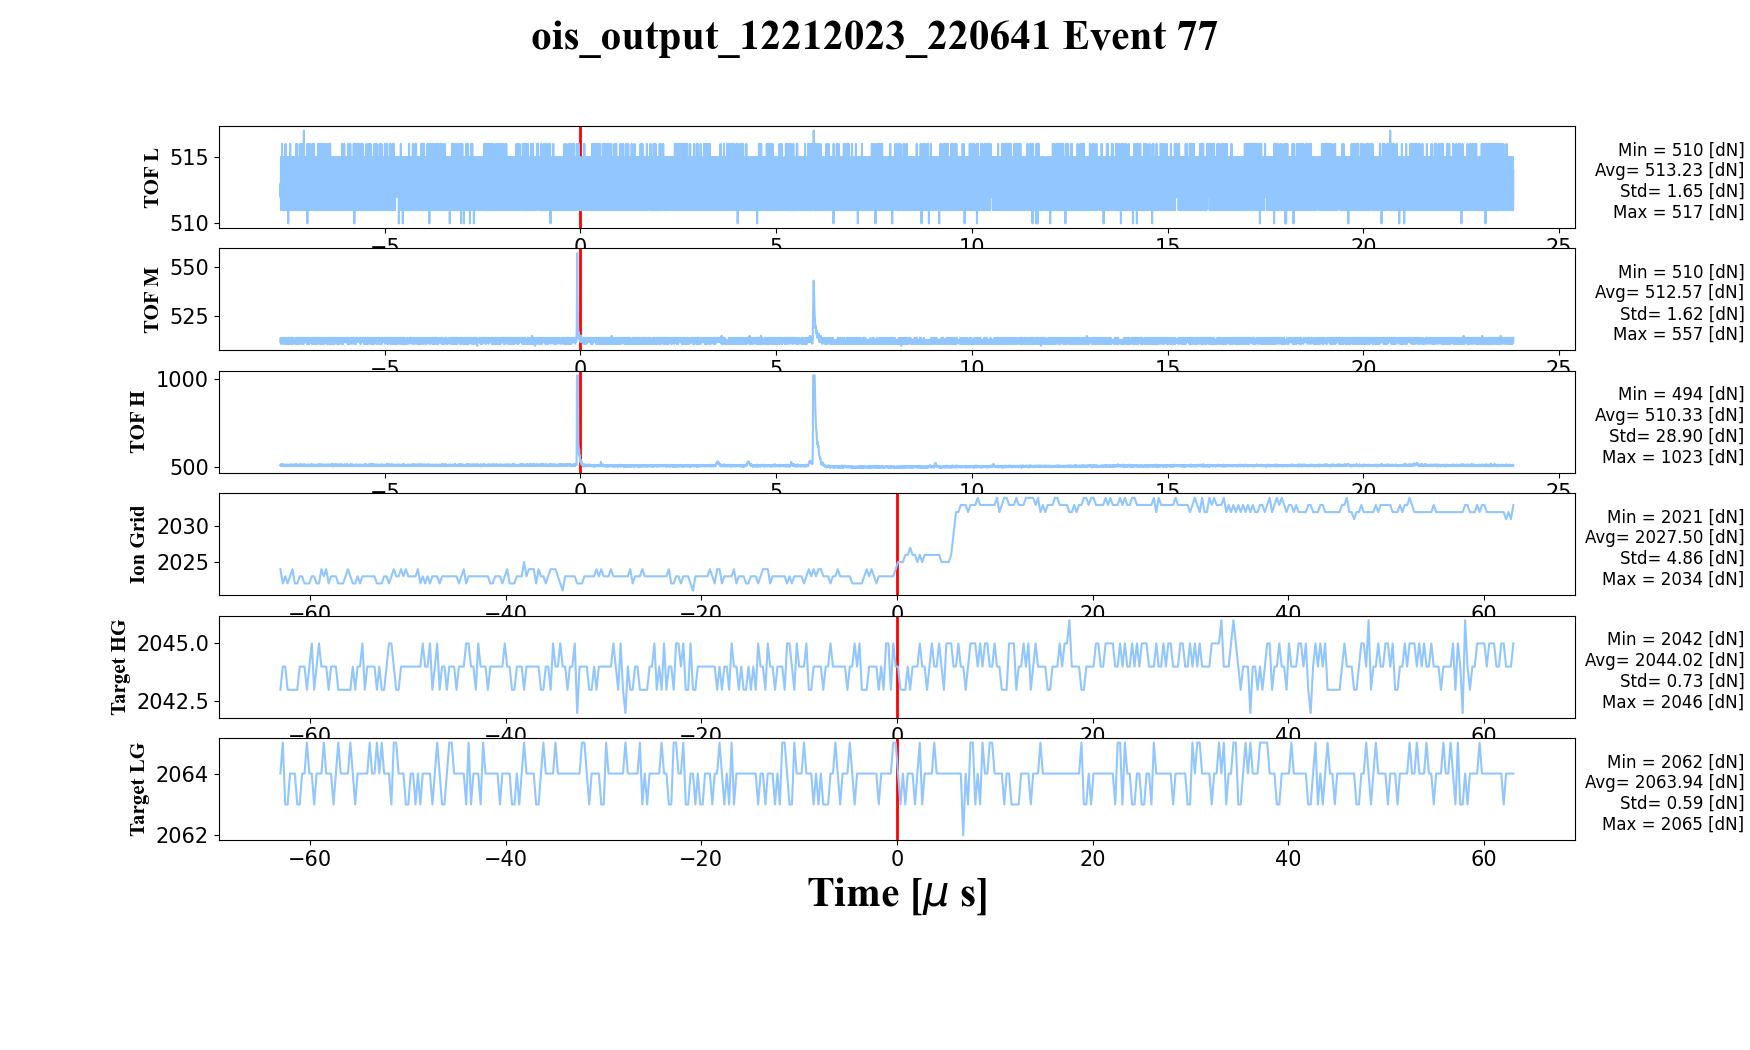 ois_output_12212023_220641 Event 77
TOF L
515
510
−5
0
5
10
15
20
25
Min = 510 [dN]
Avg= 513.23 [dN]
Std= 1.65 [dN]
Max = 517 [dN]
TOF M
550
525
−5
0
5
10
15
20
25
Min = 510 [dN]
Avg= 512.57 [dN]
Std= 1.62 [dN]
Max = 557 [dN]
TOF H
1000
500
−5
0
5
10
15
20
25
Min = 494 [dN]
Avg= 510.33 [dN]
Std= 28.90 [dN]
Max = 1023 [dN]
Ion Grid
2030
2025
−60
−40
−20
0
20
40
60
Min = 2021 [dN]
Avg= 2027.50 [dN]
Std= 4.86 [dN]
Max = 2034 [dN]
Target HG
2045.0
2042.5
−60
−40
−20
0
20
40
60
Min = 2042 [dN]
Avg= 2044.02 [dN]
Std= 0.73 [dN]
Max = 2046 [dN]
Target LG
2064
2062
−60
−40
−20
0
20
40
60
Min = 2062 [dN]
Avg= 2063.94 [dN]
Std= 0.59 [dN]
Max = 2065 [dN]
Time [μ s]